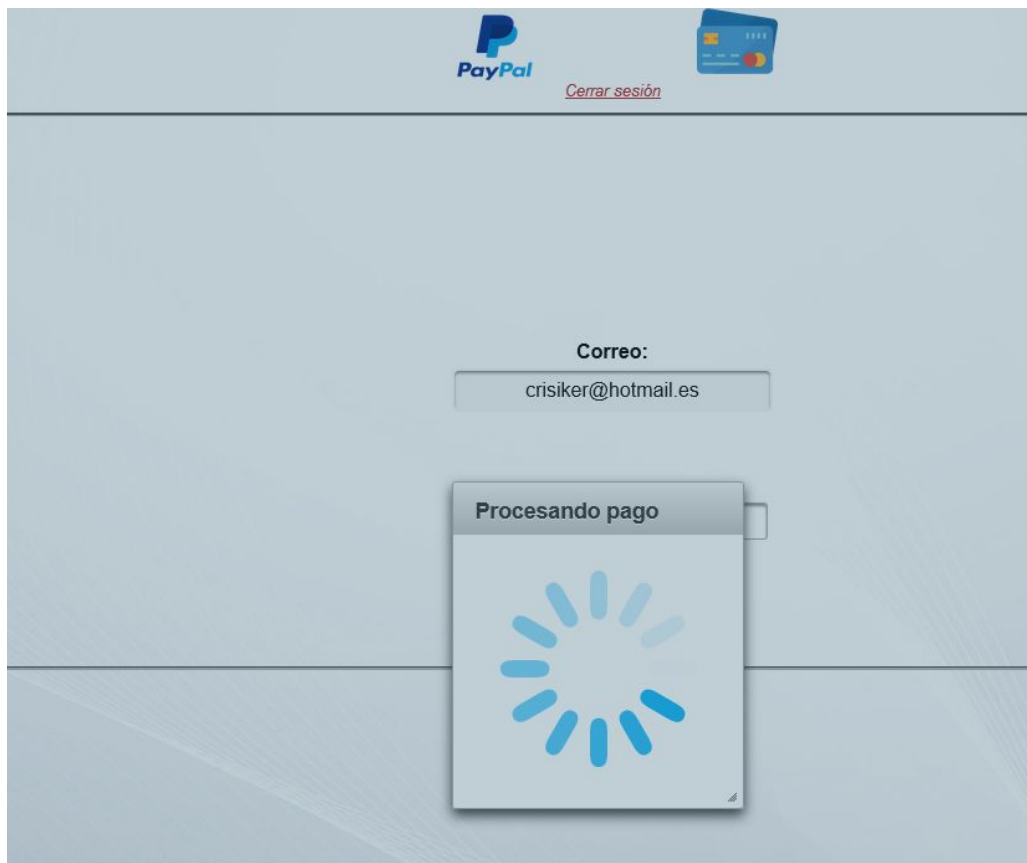 PayPal
Cerrar sesión
Correo:
crisiker@hotmail.es
Procesando pago